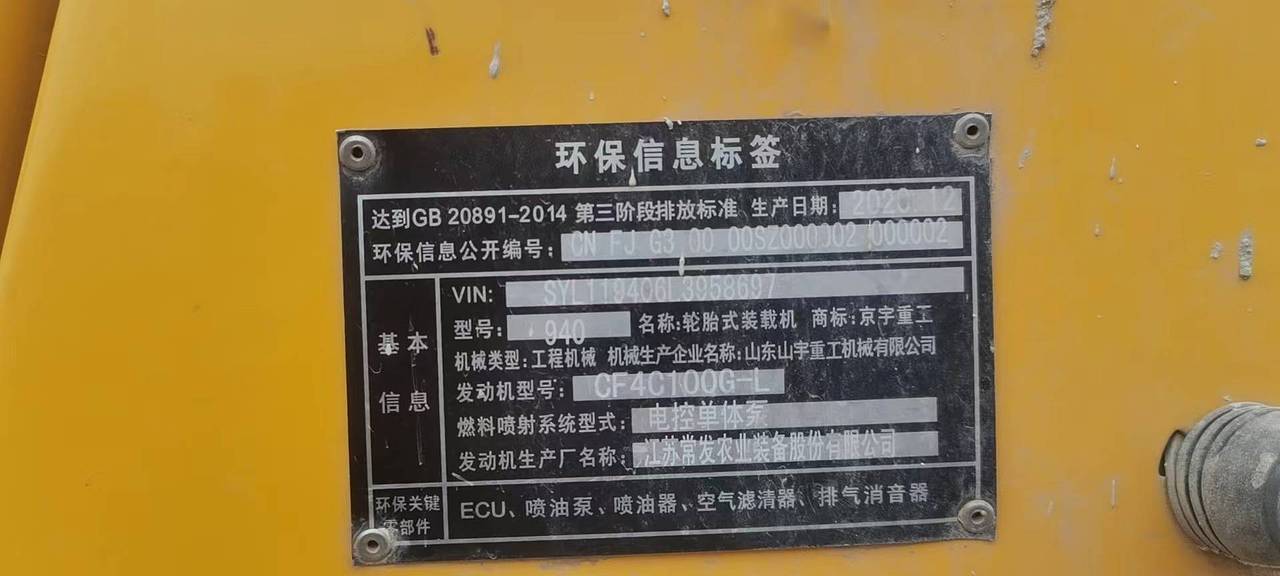 环保信息标签
达到GB 20891-2014 第三阶段排放标准 生产日期: 2020.12
环保信息公开编号: CN FJ G3 00 00SZ000002 000002
VIN: SYL119406L3958697
型号: 940 名称:轮胎式装载机 商标:京宇重工
基本
信息
机械类型:工程机械 机械生产企业名称:山东山宇重工机械有限公司
发动机型号: CF4C100G-L
燃料喷射系统型式: 电控单体泵
发动机生产厂名称: 江苏常发农业装备股份有限公司
环保关键
零部件
ECU、喷油泵、喷油器、空气滤清器、排气消音器